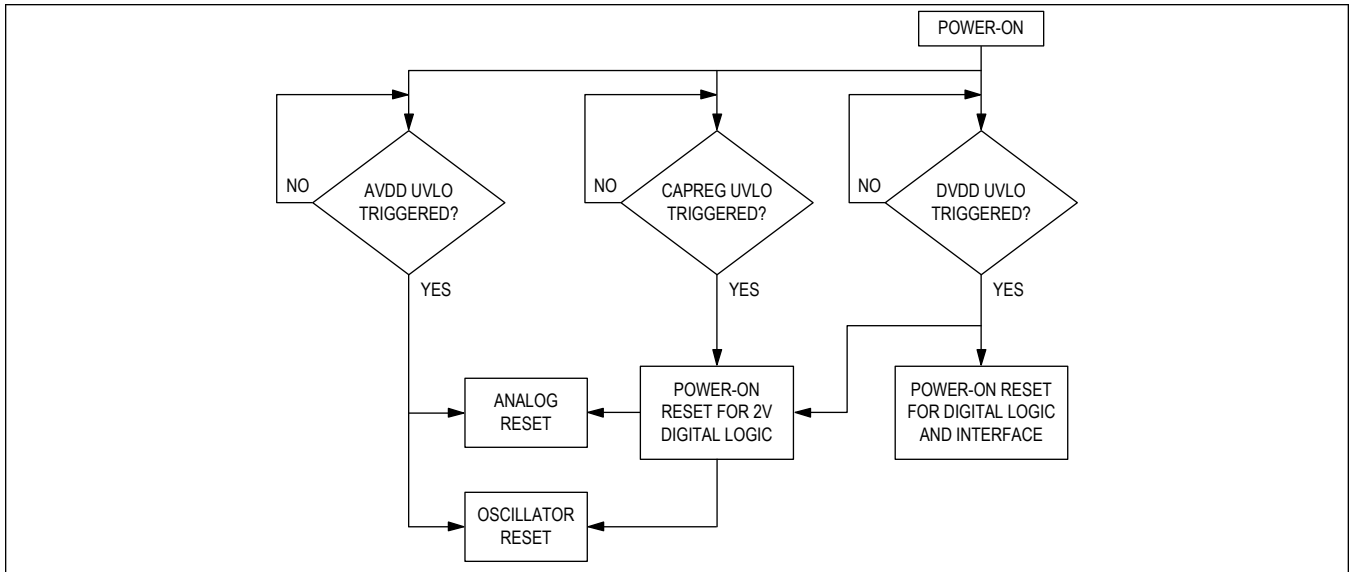 POWER-ON
AVDD UVLO
TRIGGERED?
NO
YES
CAPREG UVLO
TRIGGERED?
NO
YES
DVDD UVLO
TRIGGERED?
NO
YES
ANALOG
RESET
POWER-ON
RESET FOR 2V
DIGITAL LOGIC
POWER-ON RESET
FOR DIGITAL LOGIC
AND INTERFACE
OSCILLATOR
RESET